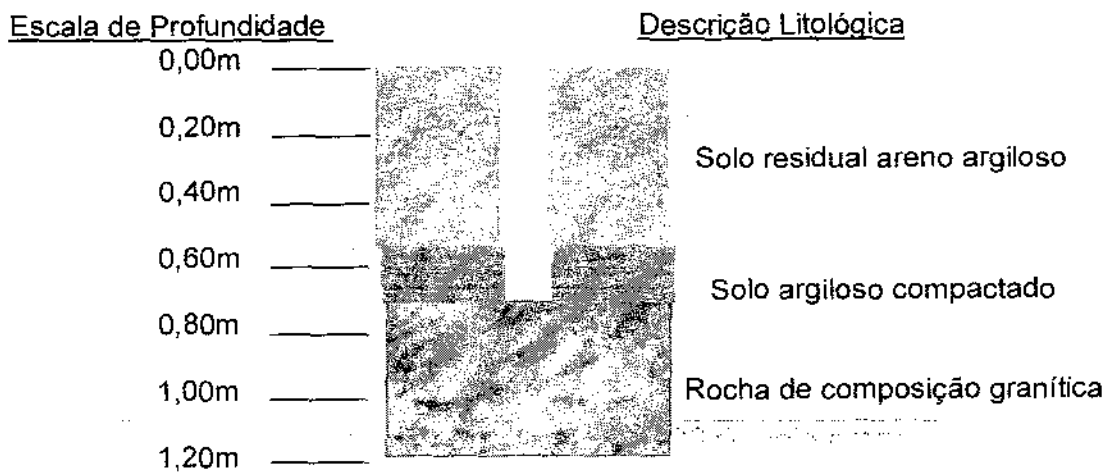 Escala de Profundidade
Descrição Litológica
0,00m
0,20m
Solo residual areno argiloso
0,40m
0,60m
Solo argiloso compactado
0,80m
1,00m
Rocha de composição granítica
1,20m